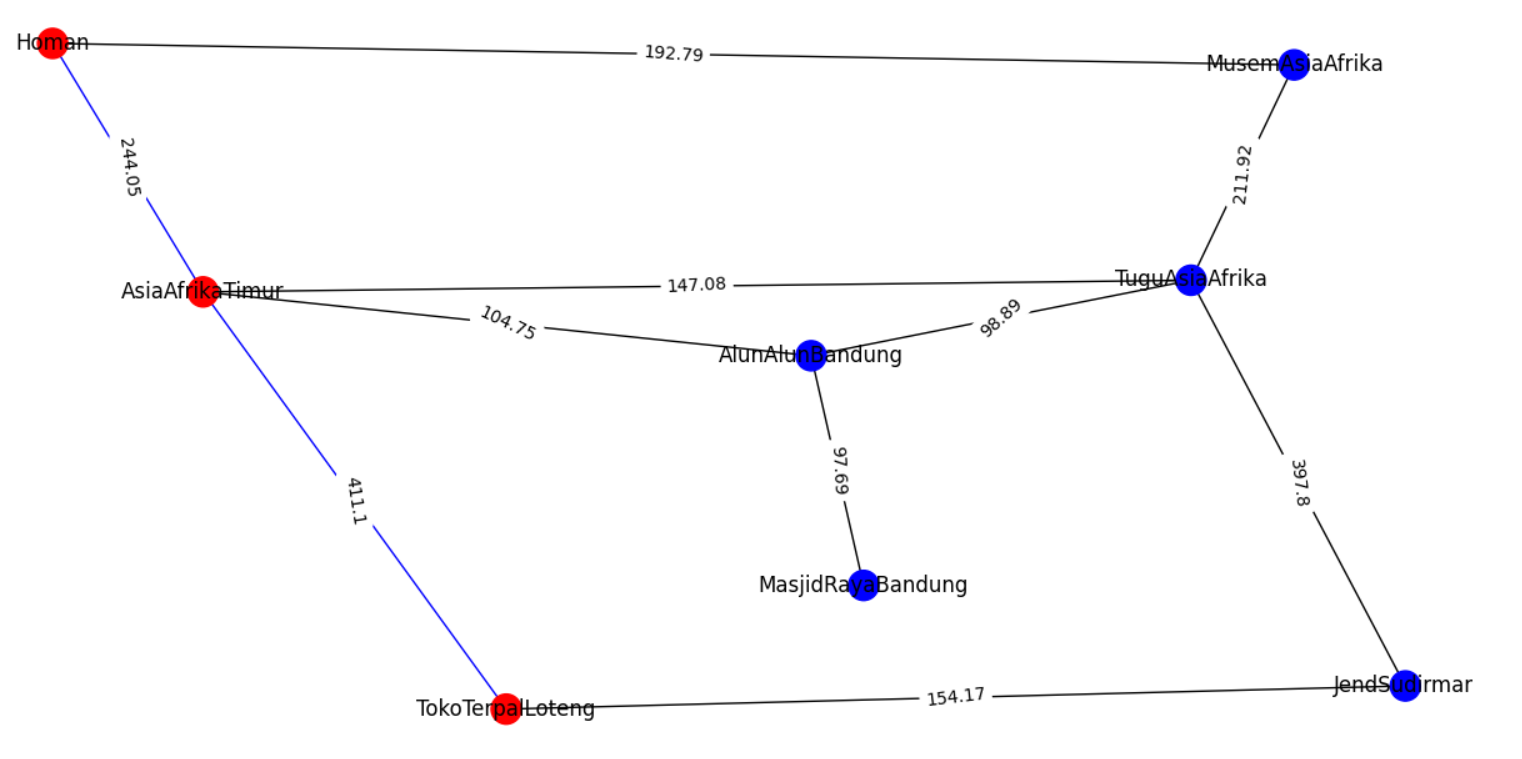 Homan
192.79
MusemAsiaAfrika
244.05
211.92
AsiaAfrikaTimur
147.08
TuguAsiaAfrika
104.75
98.89
AlunAlunBandung
97.69
397.8
411.1
MasjidRayaBandung
JendSudirmar
154.17
TokoTerpalLoteng